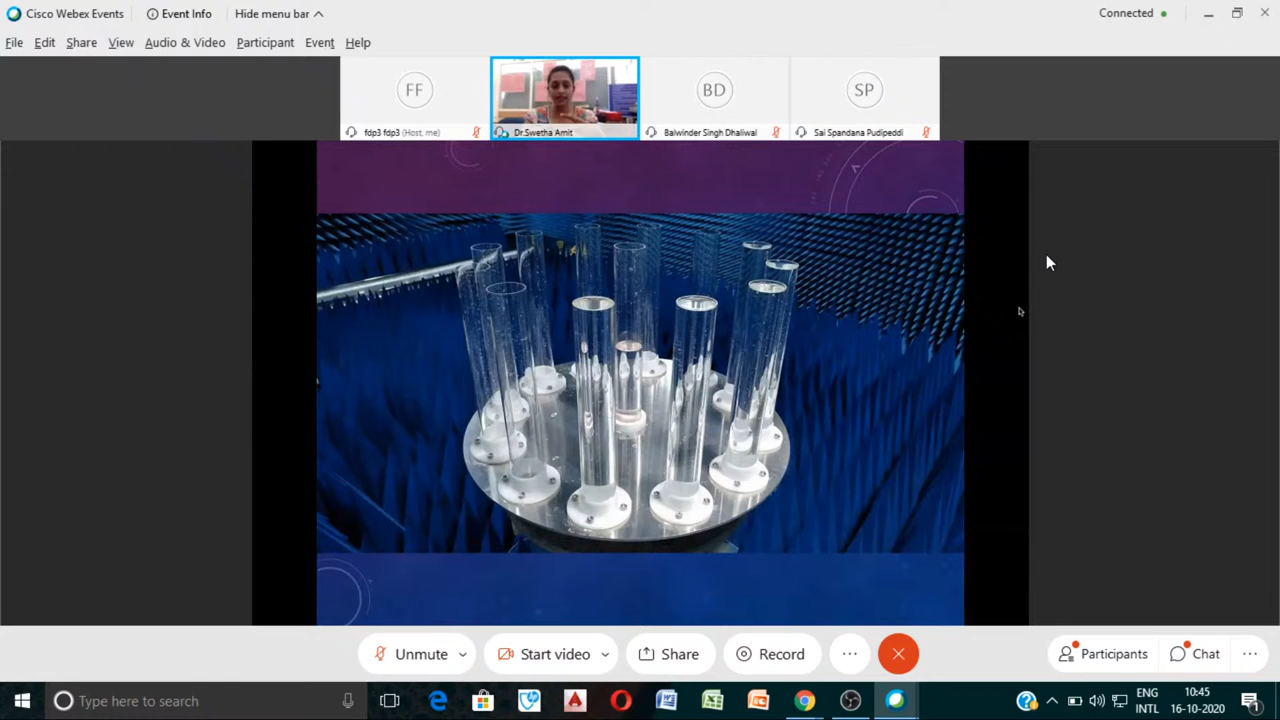 Cisco Webex Events
Event Info
Hide menu bar
Connected
File Edit Share View Audio & Video Participant Event Help
FF
BD
SP
fdp3 fdp3 (Host, me)
Dr.Swetha Amit
Balwinder Singh Dhaliwal
Sai Spandana Pudipeddi
Unmute
Start video
Share
Record
Participants
Chat
Type here to search
ENG
INTL
10:45
16-10-2020
1